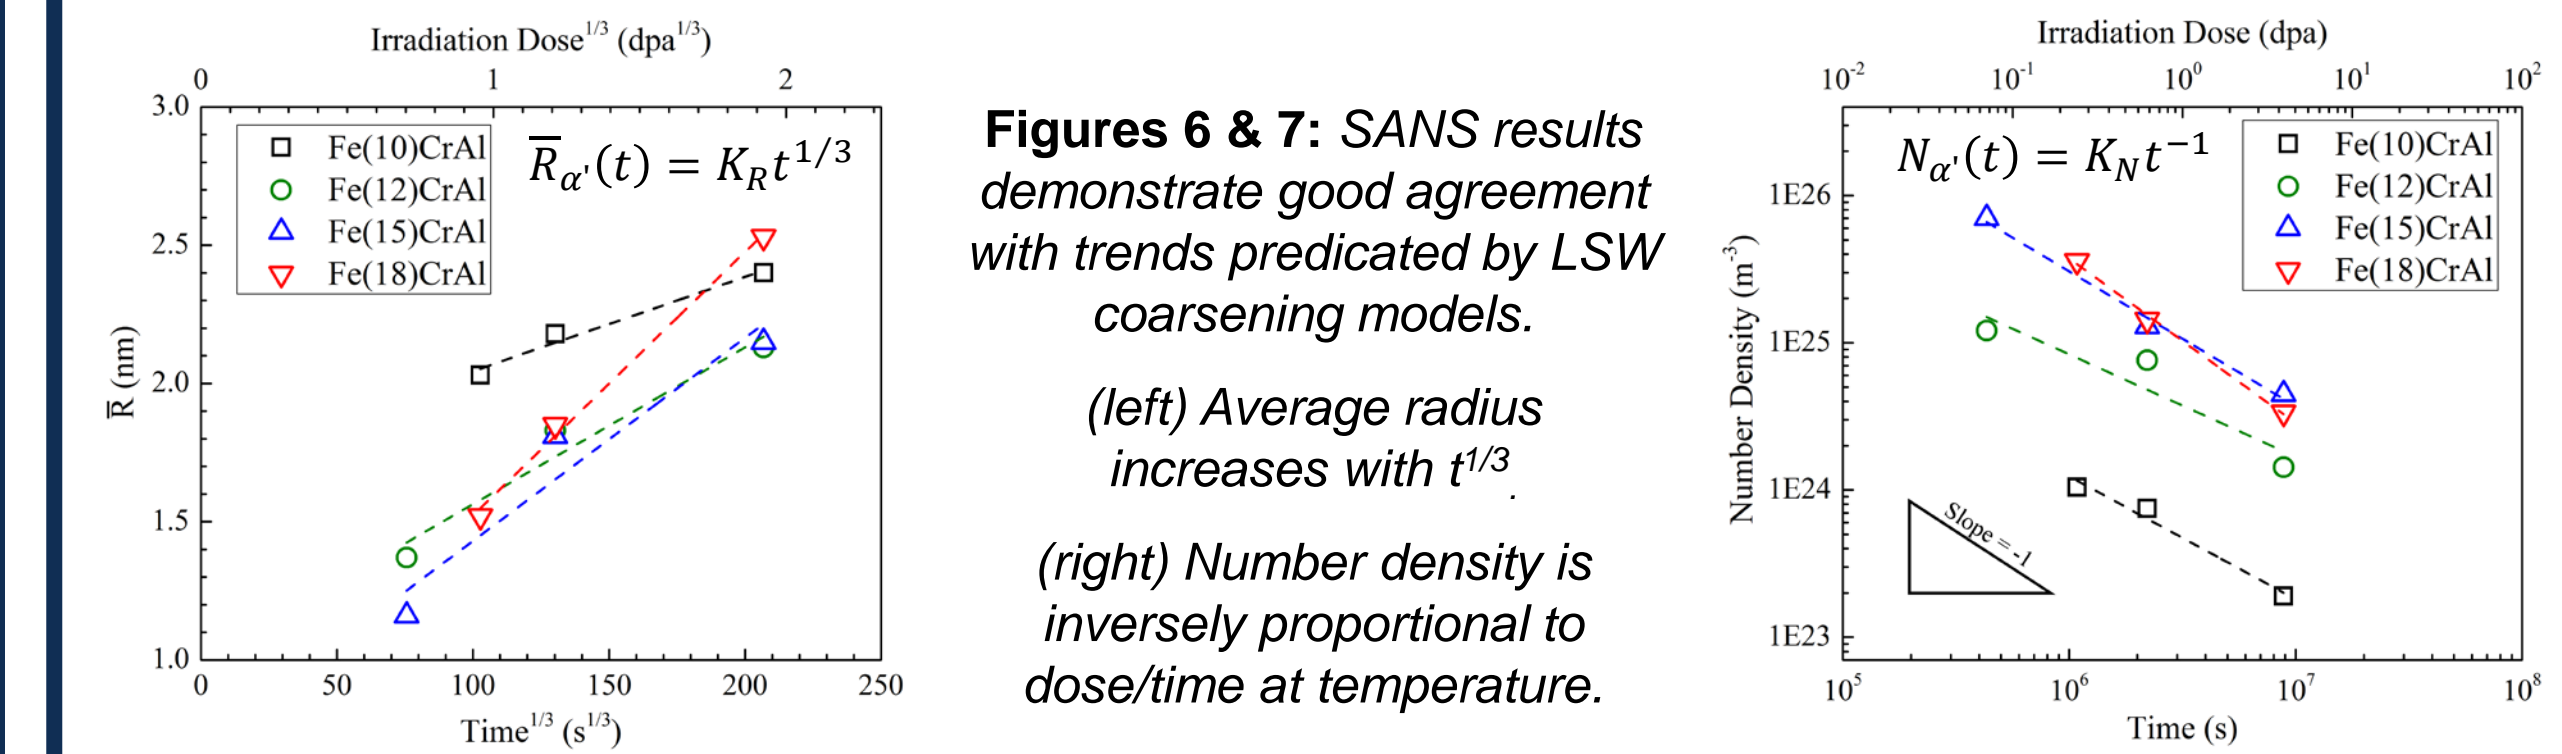 Irradiation Dose^1/3 (dpa^1/3)
0 1 2
3.0
2.5
2.0
1.5
1.0
R̅ (nm)
Fe(10)CrAl
Fe(12)CrAl
Fe(15)CrAl
Fe(18)CrAl
R̅α'(t) = K_R t^1/3
0 50 100 150 200 250
Time^1/3 (s^1/3)
Figures 6 & 7: SANS results
demonstrate good agreement
with trends predicated by LSW
coarsening models.
(left) Average radius
increases with t^1/3.
(right) Number density is
inversely proportional to
dose/time at temperature.
Irradiation Dose (dpa)
10^-2 10^-1 10^0 10^1 10^2
1E26
1E25
1E24
1E23
Number Density (m^-3)
Nα'(t) = K_N t^−1
Fe(10)CrAl
Fe(12)CrAl
Fe(15)CrAl
Fe(18)CrAl
Slope = -1
10^5 10^6 10^7 10^8
Time (s)